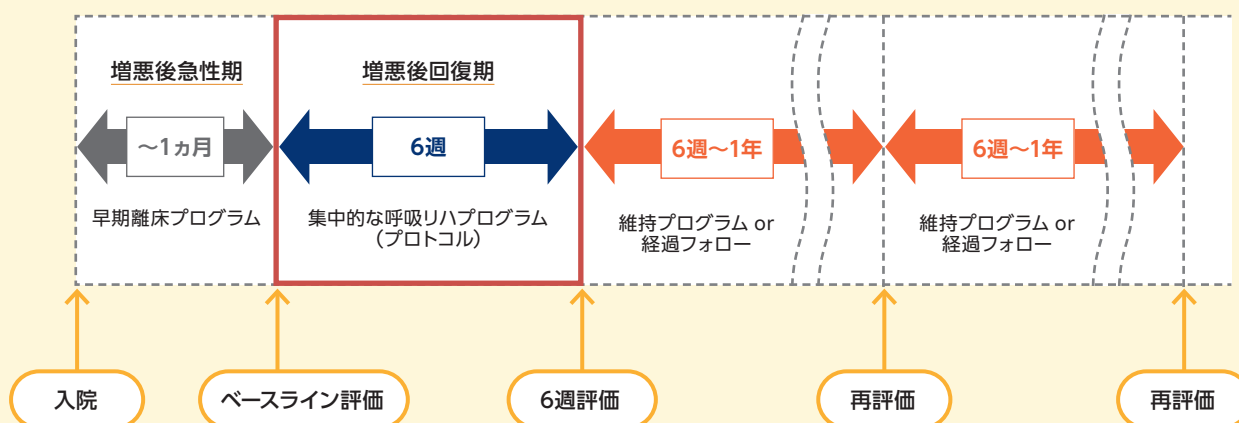 増悪後急性期
増悪後回復期
～1ヵ月
6週
6週～1年
6週～1年
早期離床プログラム
集中的な呼吸リハプログラム
（プロトコル）
維持プログラム or
経過フォロー
維持プログラム or
経過フォロー
入院
ベースライン評価
6週評価
再評価
再評価